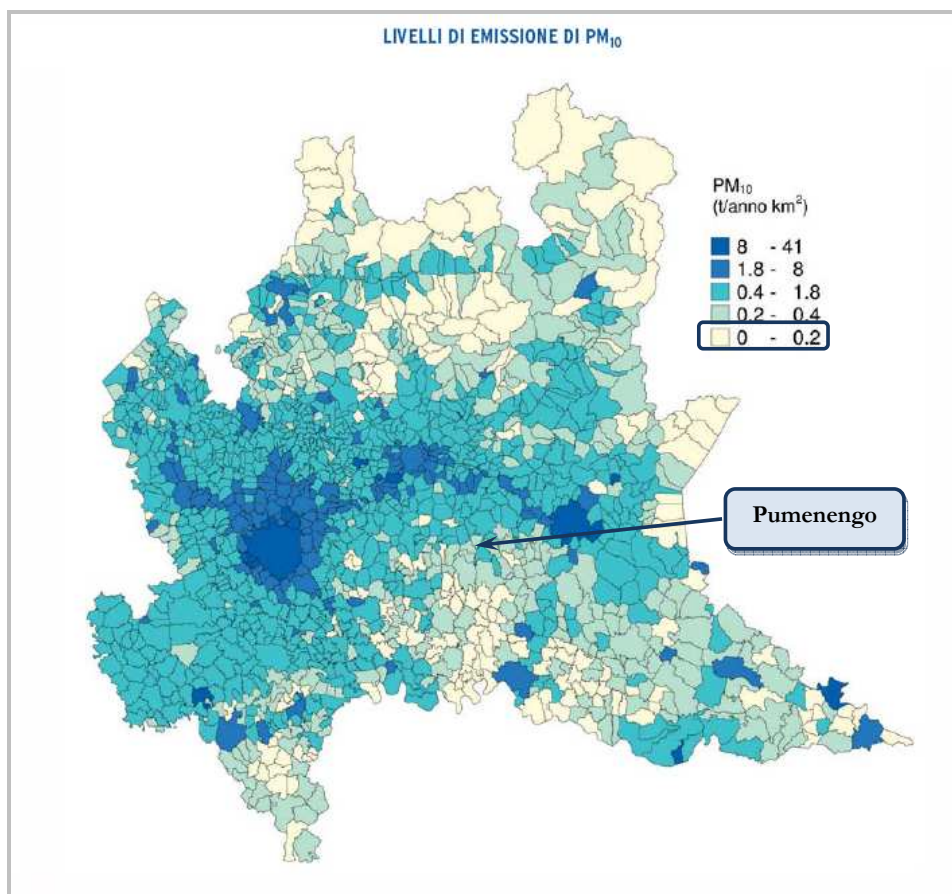 LIVELLI DI EMISSIONE DI PM₁₀
PM₁₀
(t/anno km²)
8 - 41
1.8 - 8
0.4 - 1.8
0.2 - 0.4
0 - 0.2
Pumenengo